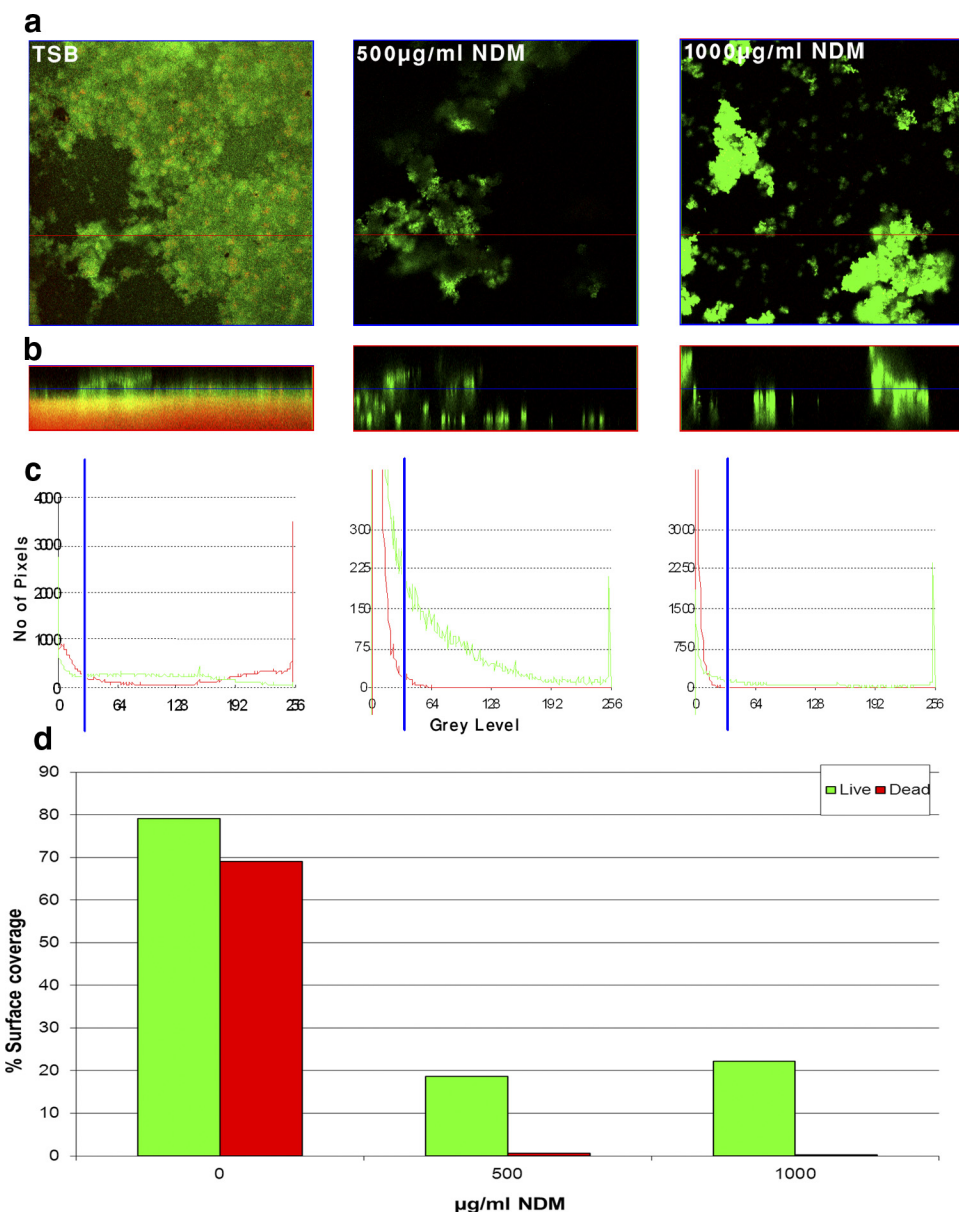 a
TSB
500µg/ml NDM
1000µg/ml NDM
b
c
No of Pixels
4000
3000
2000
1000
0
0 64 128 192 256
300
225
150
75
0
0 64 128 192 256
3000
2250
1500
750
0
0 64 128 192 256
Grey Level
d
% Surface coverage
90
80
70
60
50
40
30
20
10
0
Live Dead
0 500 1000
µg/ml NDM